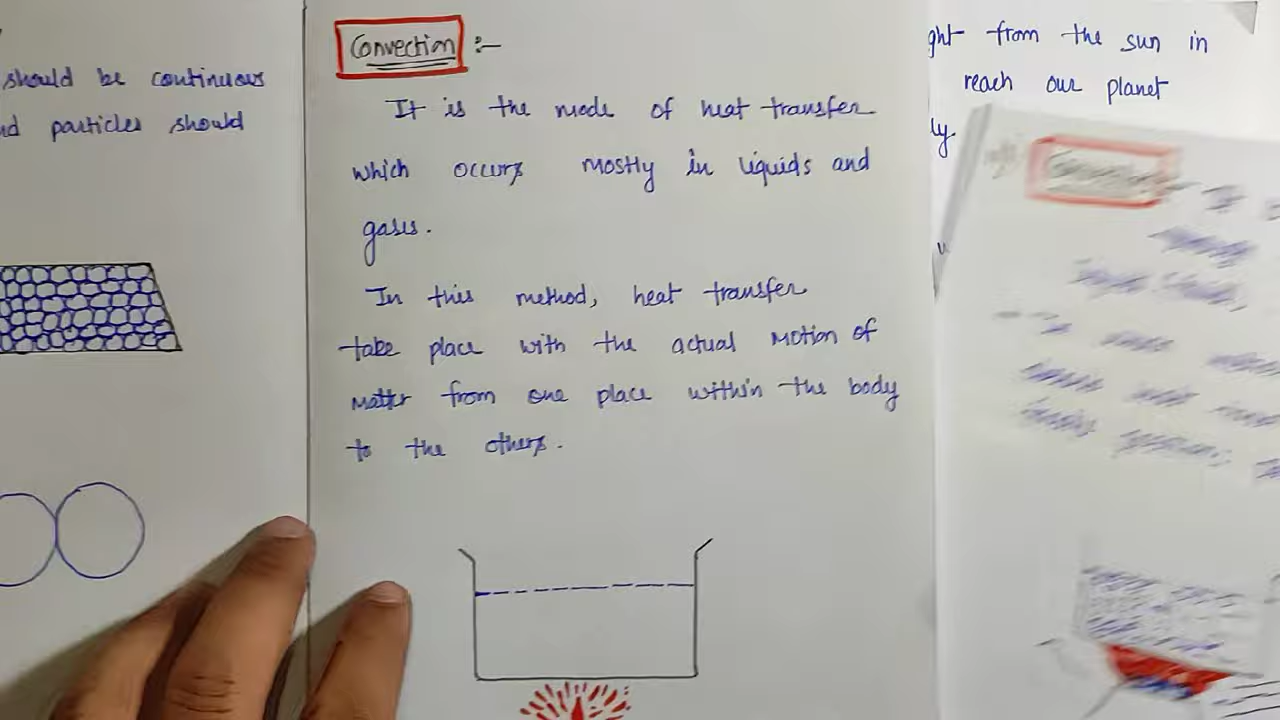 should be continuous
nd particles should
Convection :-
It is the mode of heat transfer
which occurs mostly in liquids and
gases.
In this method, heat transfer
take place with the actual motion of
matter from one place within the body
to the others.
ght from the sun in
reach our planet
ly.